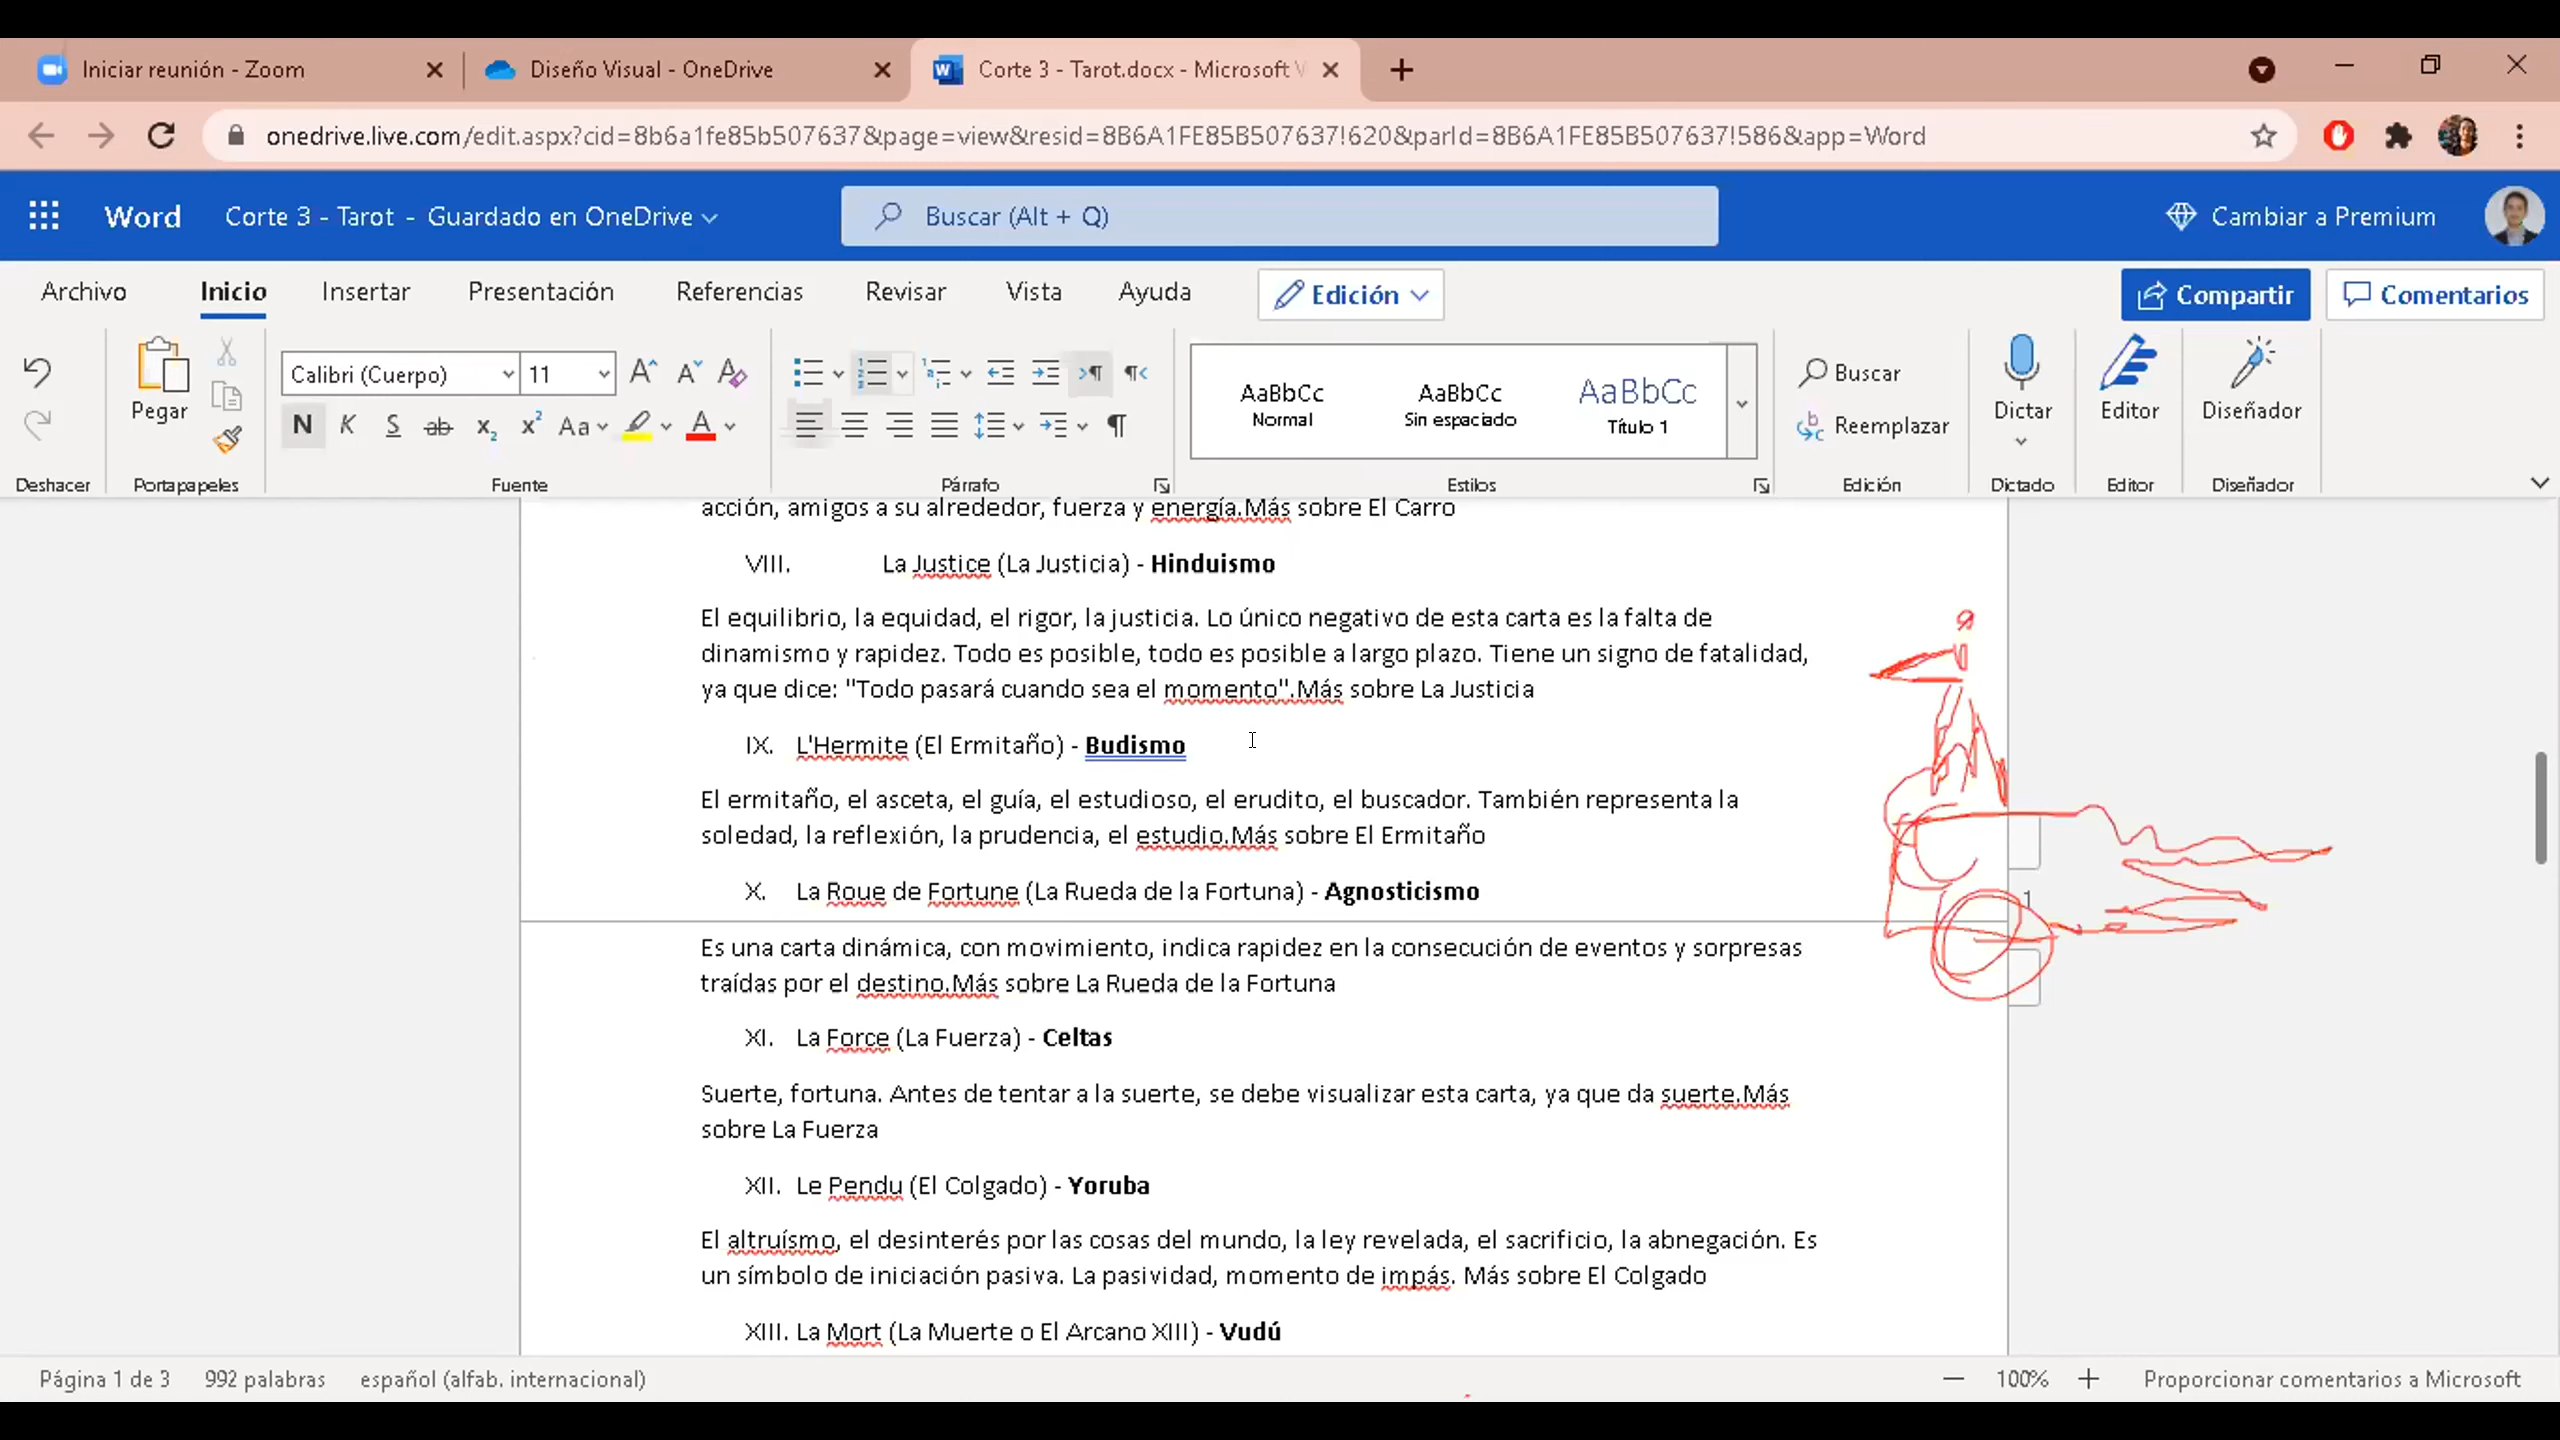 Iniciar reunión - Zoom
Diseño Visual - OneDrive
Corte 3 - Tarot.docx - Microsoft
onedrive.live.com/edit.aspx?cid=8b6a1fe85b507637&page=view&resid=8B6A1FE85B507637!620&parId=8B6A1FE85B507637!586&app=Word
Word
Corte 3 - Tarot - Guardado en OneDrive
Buscar (Alt + Q)
Cambiar a Premium
Archivo Inicio Insertar Presentación Referencias Revisar Vista Ayuda
Edición
Compartir
Comentarios
Pegar
Calibri (Cuerpo) 11
N K S ab x₂ x² Aa A
AaBbCc AaBbCc AaBbCc
Normal Sin espaciado Título 1
Buscar
Reemplazar
Dictar Editor Diseñador
Deshacer Portapapeles Fuente Párrafo Estilos Edición Dictado Editor Diseñador
acción, amigos a su alrededor, fuerza y energía.Más sobre El Carro
VIII. La Justice (La Justicia) - Hinduismo
El equilibrio, la equidad, el rigor, la justicia. Lo único negativo de esta carta es la falta de
dinamismo y rapidez. Todo es posible, todo es posible a largo plazo. Tiene un signo de fatalidad,
ya que dice: "Todo pasará cuando sea el momento".Más sobre La Justicia
IX. L'Hermite (El Ermitaño) - Budismo
El ermitaño, el asceta, el guía, el estudioso, el erudito, el buscador. También representa la
soledad, la reflexión, la prudencia, el estudio.Más sobre El Ermitaño
X. La Roue de Fortune (La Rueda de la Fortuna) - Agnosticismo
1
Es una carta dinámica, con movimiento, indica rapidez en la consecución de eventos y sorpresas
traídas por el destino.Más sobre La Rueda de la Fortuna
XI. La Force (La Fuerza) - Celtas
Suerte, fortuna. Antes de tentar a la suerte, se debe visualizar esta carta, ya que da suerte.Más
sobre La Fuerza
XII. Le Pendu (El Colgado) - Yoruba
El altruísmo, el desinterés por las cosas del mundo, la ley revelada, el sacrificio, la abnegación. Es
un símbolo de iniciación pasiva. La pasividad, momento de impás. Más sobre El Colgado
XIII. La Mort (La Muerte o El Arcano XIII) - Vudú
Página 1 de 3 992 palabras español (alfab. internacional)
100%
Proporcionar comentarios a Microsoft